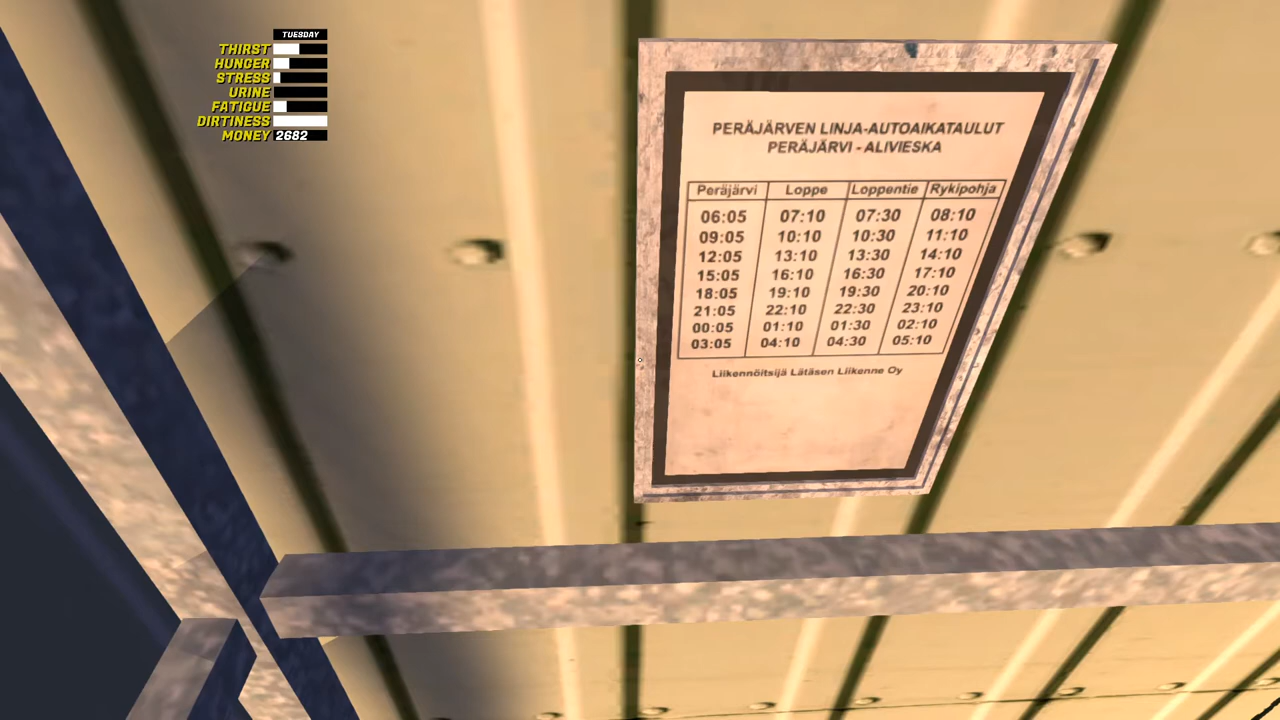 TUESDAY
THIRST
HUNGER
STRESS
URINE
FATIGUE
DIRTINESS
MONEY 2682
PERÄJÄRVEN LINJA-AUTOAIKATAULUT
PERÄJÄRVI - ALIVIESKA
Peräjärvi Loppe Loppentie Rykipohja
06:05 07:10 07:30 08:10
09:05 10:10 10:30 11:10
12:05 13:10 13:30 14:10
15:05 16:10 16:30 17:10
18:05 19:10 19:30 20:10
21:05 22:10 22:30 23:10
00:05 01:10 01:30 02:10
03:05 04:10 04:30 05:10
Liikennöitsijä Lätäsen Liikenne Oy